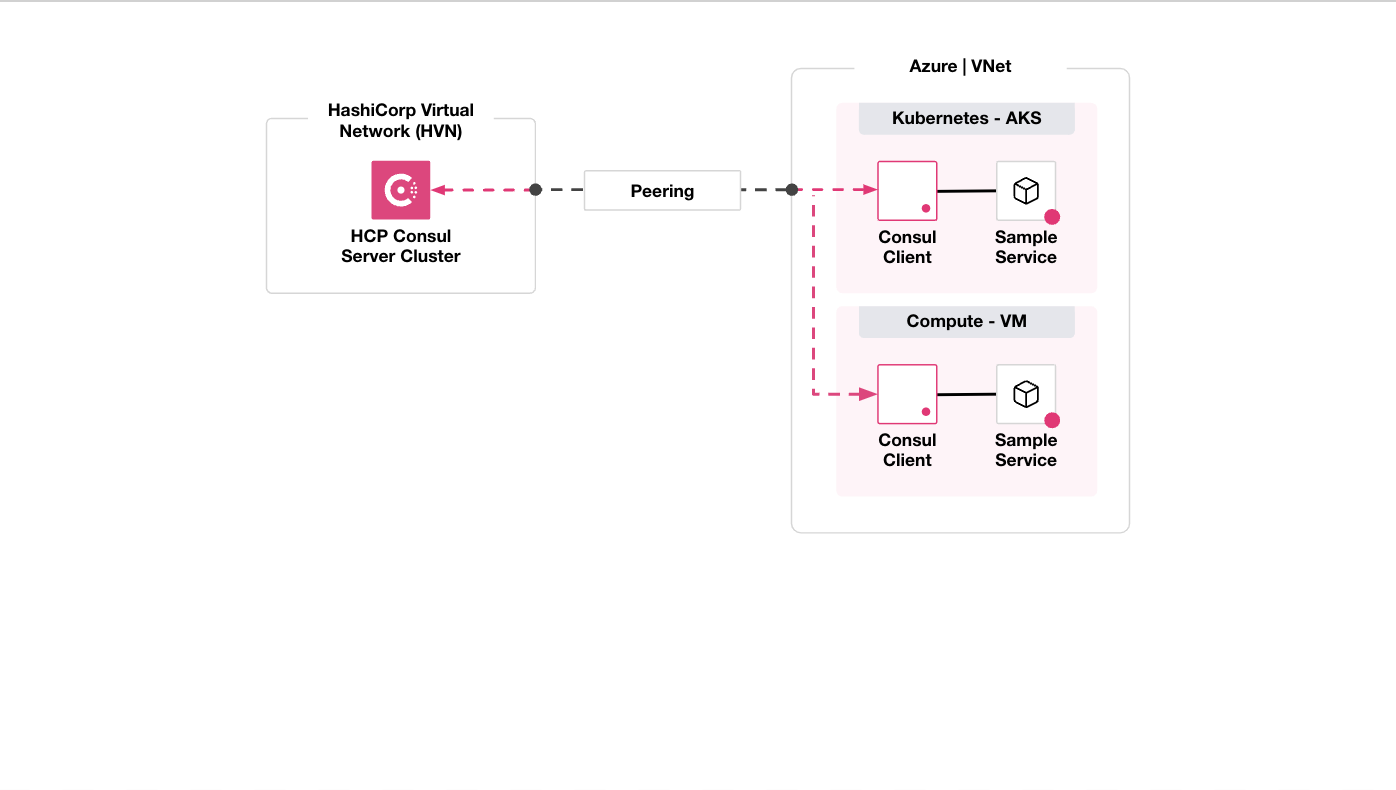 HashiCorp Virtual
Network (HVN)
HCP Consul
Server Cluster
Peering
Azure | VNet
Kubernetes - AKS
Consul
Client
Sample
Service
Compute - VM
Consul
Client
Sample
Service